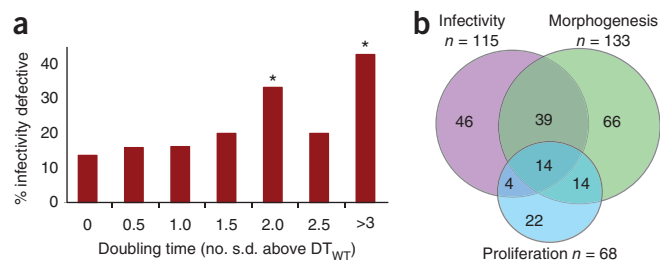 a
% infectivity defective
40
30
20
10
0
* *
0 0.5 1.0 1.5 2.0 2.5 >3
Doubling time (no. s.d. above DT_WT)
b
Infectivity
n = 115
Morphogenesis
n = 133
46 39 66
14
4 14
22
Proliferation n = 68